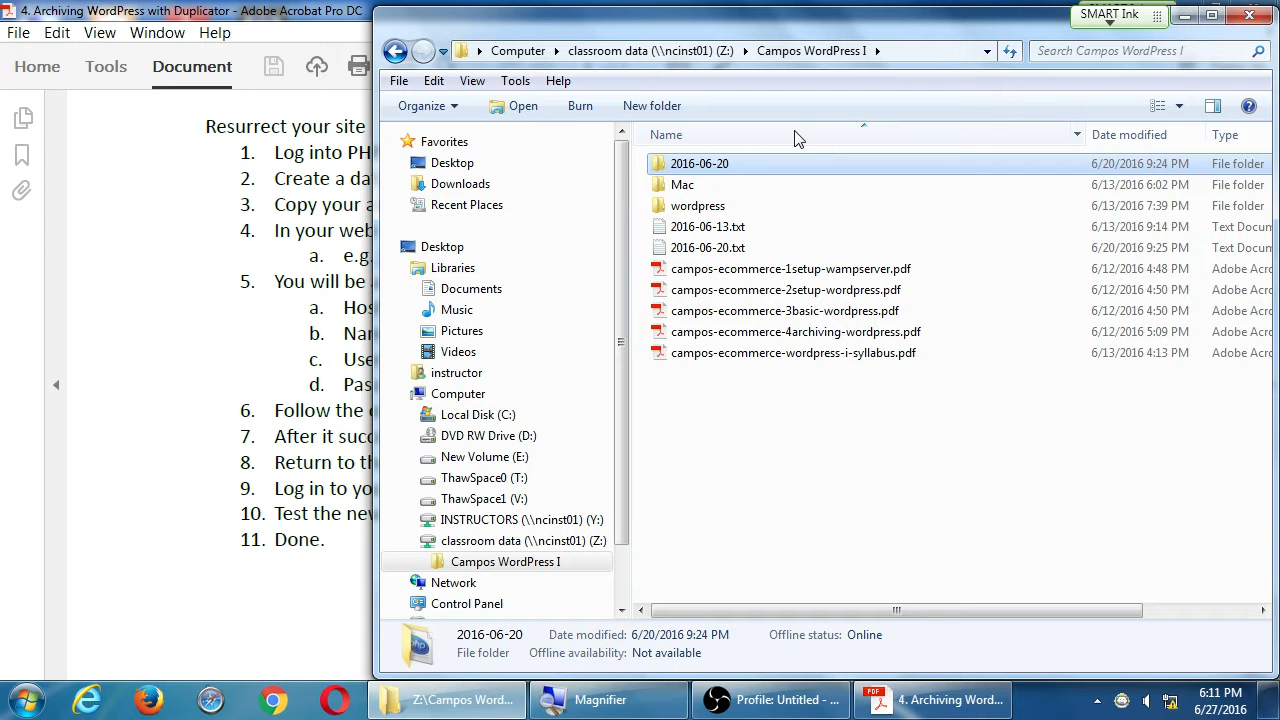 4. Archiving WordPress with Duplicator - Adobe Acrobat Pro DC
File Edit View Window Help
Home Tools Document
Resurrect your site
1. Log into PH
2. Create a da
3. Copy your a
4. In your web
a. e.g.
5. You will be
a. Hos
b. Nan
c. Use
d. Pas
6. Follow the
7. After it succ
8. Return to th
9. Log in to yo
10. Test the nev
11. Done.
SMART Ink
Computer classroom data (\\ncinst01) (Z:) Campos WordPress I
Search Campos WordPress I
File Edit View Tools Help
Organize Open Burn New folder
Favorites
Desktop
Downloads
Recent Places
Desktop
Libraries
Documents
Music
Pictures
Videos
instructor
Computer
Local Disk (C:)
DVD RW Drive (D:)
New Volume (E:)
ThawSpace0 (T:)
ThawSpace1 (V:)
INSTRUCTORS (\\ncinst01) (Y:)
classroom data (\\ncinst01) (Z:)
Campos WordPress I
Network
Control Panel
Name Date modified Type
2016-06-20 6/20/2016 9:24 PM File folder
Mac 6/13/2016 6:02 PM File folder
wordpress 6/13/2016 7:39 PM File folder
2016-06-13.txt 6/13/2016 9:14 PM Text Docum
2016-06-20.txt 6/20/2016 9:25 PM Text Docum
campos-ecommerce-1setup-wampserver.pdf 6/12/2016 4:48 PM Adobe Acro
campos-ecommerce-2setup-wordpress.pdf 6/12/2016 4:50 PM Adobe Acro
campos-ecommerce-3basic-wordpress.pdf 6/12/2016 4:50 PM Adobe Acro
campos-ecommerce-4archiving-wordpress.pdf 6/12/2016 5:09 PM Adobe Acro
campos-ecommerce-wordpress-i-syllabus.pdf 6/13/2016 4:13 PM Adobe Acro
php
2016-06-20 Date modified: 6/20/2016 9:24 PM Offline status: Online
File folder Offline availability: Not available
Z:\Campos Word... Magnifier Profile: Untitled - ... PDF 4. Archiving Word...
6:11 PM
6/27/2016